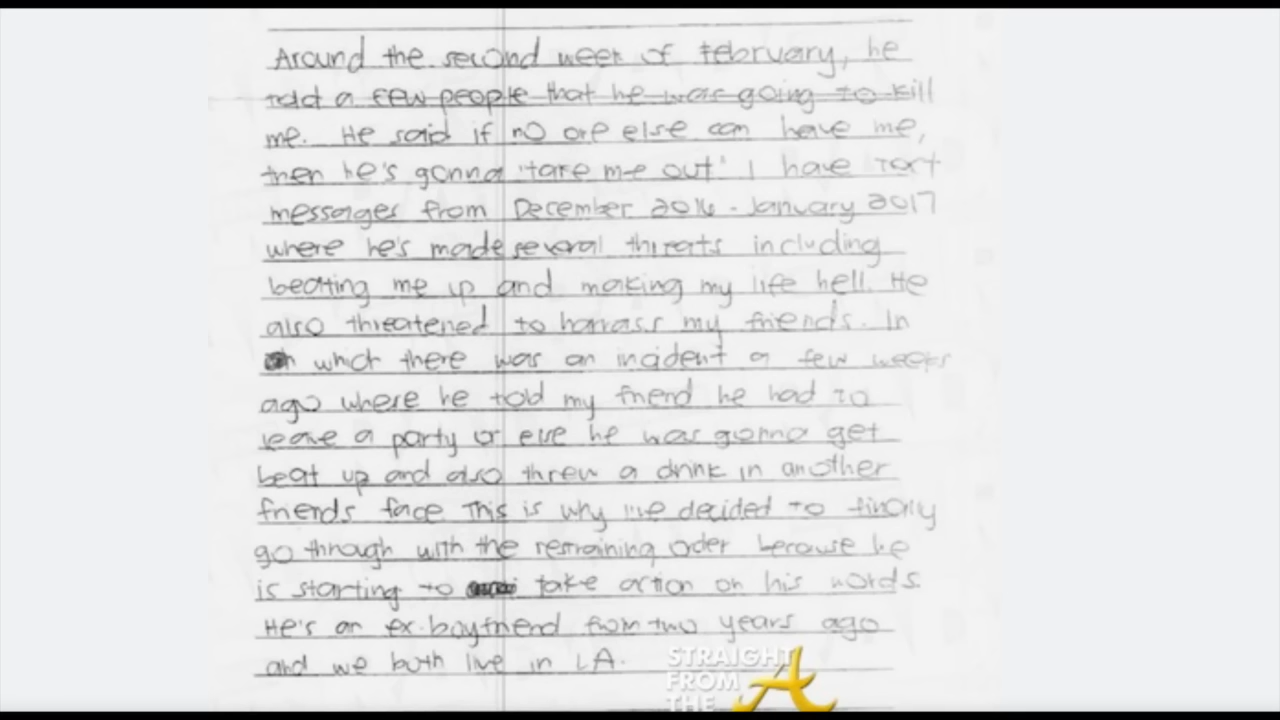 Around the second week of February, he
told a few people that he was going to kill
me. He said if no one else can have me,
then he's gonna 'take me out' I have text
messages from December 2016 - January 2017
where he's made several threats including
beating me up and making my life hell. He
also threatened to harrass my friends. In
which there was an incident a few weeks
ago where he told my friend he had to
leave a party or else he was gonna get
beat up and also threw a drink in another
friends face This is why I've decided to finally
go through with the restraining order because he
is starting to take action on his words.
He's an ex-boyfriend from two years ago
and we both live in LA.
STRAIGHT
FROM
THE A